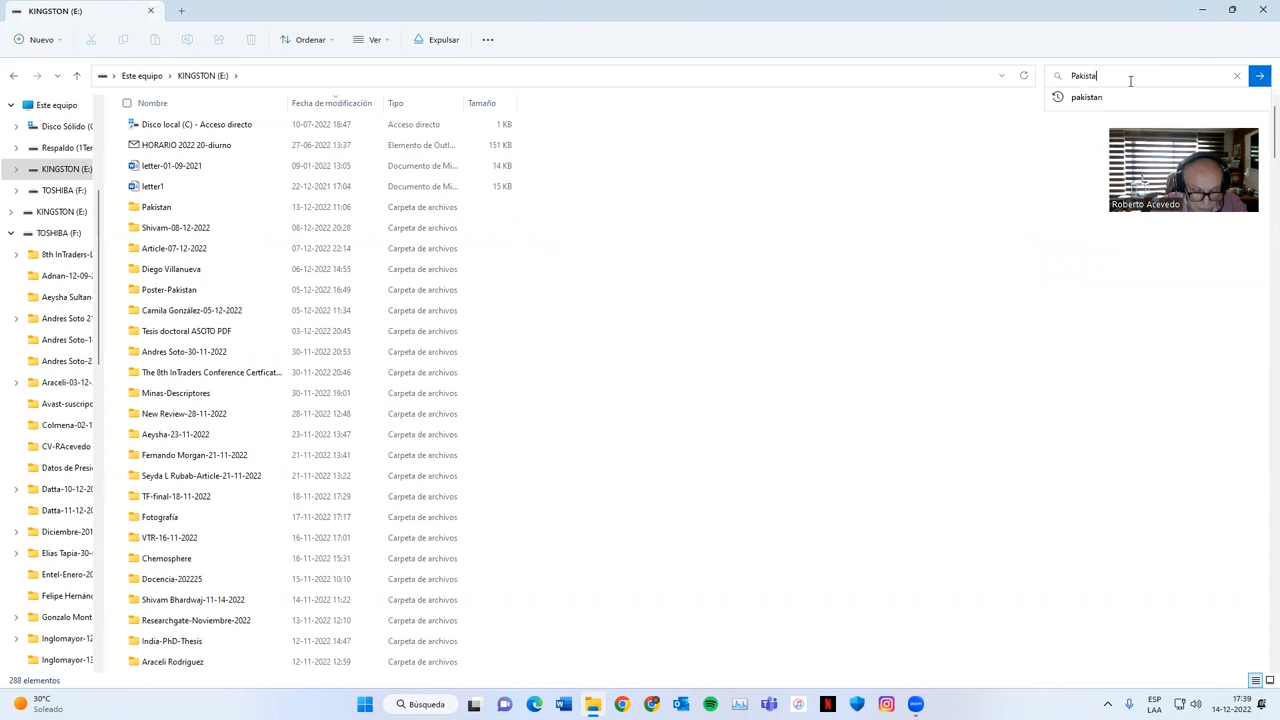 KINGSTON (E:)
Nuevo
Ordenar
Ver
Expulsar
Este equipo > KINGSTON (E:) >
Pakista
pakistan
Roberto Acevedo
Este equipo
Disco Sólido (
Respaldo (1Ter
KINGSTON (E:)
TOSHIBA (F:)
KINGSTON (E:)
TOSHIBA (F:)
8th InTraders-
Adnan-12-09-
Aeysha Sultan
Andres Soto 2
Andres Soto-1
Andres Soto-2
Araceli-03-12-
Avast-suscripc
Colmena-02-1
CV-RAcevedo
Datos de Presi
Datta-10-12-20
Datta-11-12-20
Diciembre-201
Elias Tapia-30-
Entel-Enero-20
Felipe Hernán
Gonzalo Mont
Inglomayor-12
Inglomayor-13
Nombre Fecha de modificación Tipo Tamaño
Disco local (C) - Acceso directo 10-07-2022 18:47 Acceso directo 1 KB
HORARIO 2022 20-diurno 27-06-2022 13:37 Elemento de Outl... 151 KB
letter-01-09-2021 09-01-2022 13:05 Documento de Mi... 14 KB
letter1 22-12-2021 17:04 Documento de Mi... 15 KB
Pakistan 13-12-2022 11:06 Carpeta de archivos
Shivam-08-12-2022 08-12-2022 20:28 Carpeta de archivos
Article-07-12-2022 07-12-2022 22:14 Carpeta de archivos
Diego Villanueva 06-12-2022 14:55 Carpeta de archivos
Poster-Pakistan 05-12-2022 16:49 Carpeta de archivos
Camila González-05-12-2022 05-12-2022 11:34 Carpeta de archivos
Tesis doctoral ASOTO PDF 03-12-2022 20:45 Carpeta de archivos
Andres Soto-30-11-2022 30-11-2022 20:53 Carpeta de archivos
The 8th InTraders Conference Certficat... 30-11-2022 20:46 Carpeta de archivos
Minas-Descriptores 30-11-2022 19:01 Carpeta de archivos
New Review-28-11-2022 28-11-2022 12:48 Carpeta de archivos
Aeysha-23-11-2022 23-11-2022 13:47 Carpeta de archivos
Fernando Morgan-21-11-2022 21-11-2022 13:41 Carpeta de archivos
Seyda L Rubab-Article-21-11-2022 21-11-2022 13:22 Carpeta de archivos
TF-final-18-11-2022 18-11-2022 17:29 Carpeta de archivos
Fotografía 17-11-2022 17:17 Carpeta de archivos
VTR-16-11-2022 16-11-2022 17:01 Carpeta de archivos
Chemosphere 16-11-2022 15:31 Carpeta de archivos
Docencia-202225 15-11-2022 10:10 Carpeta de archivos
Shivam Bhardwaj-11-14-2022 14-11-2022 11:22 Carpeta de archivos
Researchgate-Noviembre-2022 13-11-2022 12:10 Carpeta de archivos
India-PhD-Thesis 12-11-2022 14:47 Carpeta de archivos
Araceli Rodriguez 12-11-2022 12:59 Carpeta de archivos
288 elementos
30°C
Soleado
Búsqueda
ESP
LAA
17:39
14-12-2022